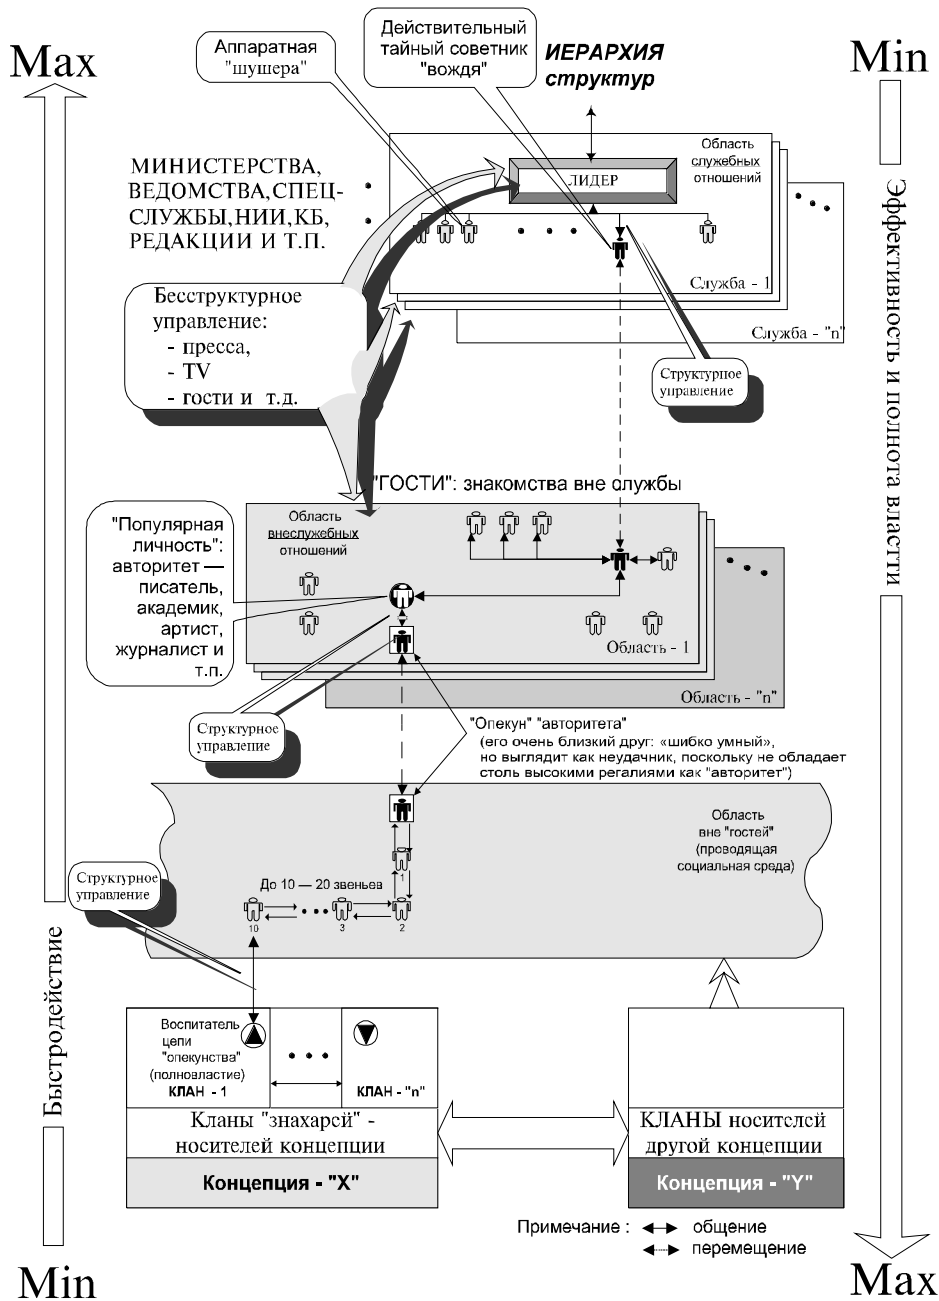 Max
Min
Аппаратная
"шушера"
Действительный
тайный советник
"вождя"
ИЕРАРХИЯ
структур
МИНИСТЕРСТВА,
ВЕДОМСТВА,СПЕЦ-
СЛУЖБЫ,НИИ,КБ,
РЕДАКЦИИ И Т.П.
Область
служебных
отношений
ЛИДЕР
Служба - 1
Служба - "n"
Бесструктурное
управление:
- пресса,
- TV
- гости и т.д.
Структурное
управление
Эффективность и полнота властти
"ГОСТИ": знакомства вне службы
"Популярная
личность":
авторитет —
писатель,
академик,
артист,
журналист и
т.п.
Область
внеслужебных
отношений
Область - 1
Область - "n"
Структурное
управление
"Опекун" "авторитета"
(его очень близкий друг: «шибко умный»,
но выглядит как неудачник, поскольку не обладает
столь высокими регалиями как "авторитет")
Область
вне "гостей"
(проводящая
социальная среда)
Структурное
управление
До 10 — 20 звеньев
1
10
3
2
Быстродействие
Воспитатель
цепи
"опекунства"
(полновластие)
КЛАН - 1
КЛАН - "n"
Кланы "знахарей" -
носителей концепции
Концепция - "X"
КЛАНЫ носителей
другой концепции
Концепция - "Y"
Примечание : общение
перемещение
Min
Max